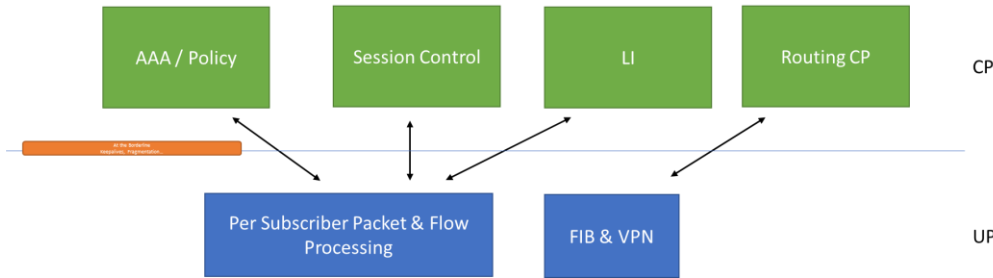 AAA / Policy
Session Control
LI
Routing CP
CP
At the Borderline
Keepalives, Fragmentation…
Per Subscriber Packet & Flow
Processing
FIB & VPN
UP